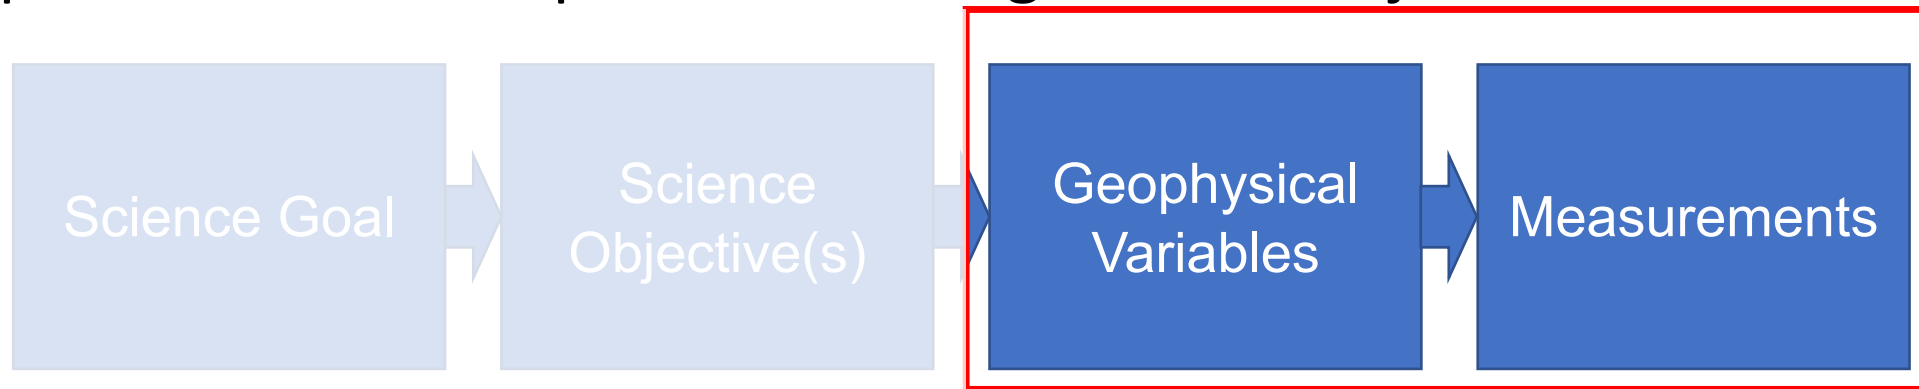 Science Goal
Science
Objective(s)
Geophysical
Variables
Measurements